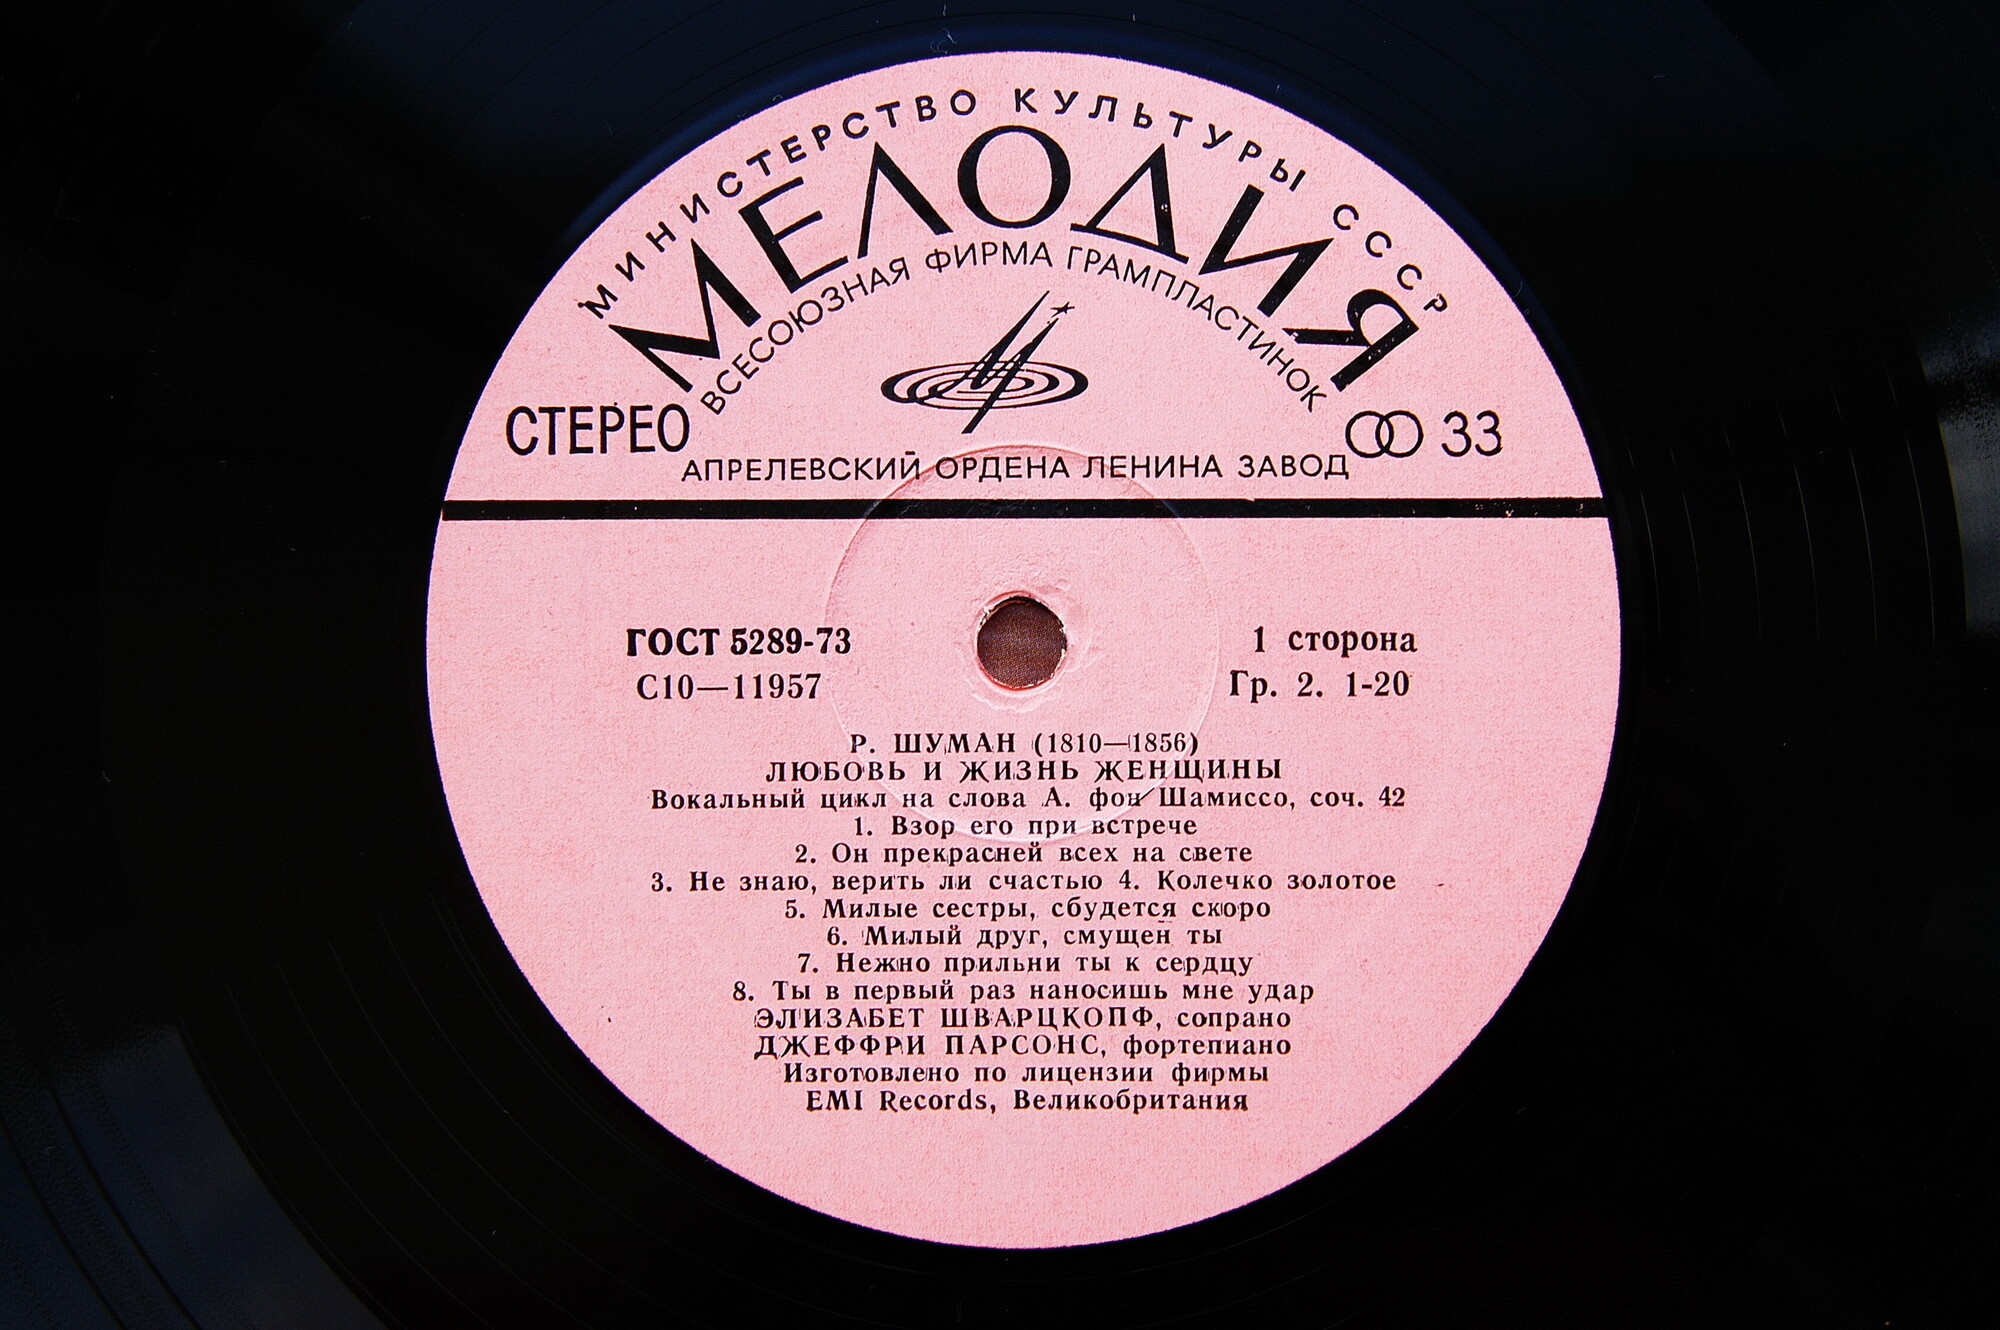 МИНИСТЕРСТВО КУЛЬТУРЫ СССР
МЕЛОДИЯ
ВСЕСОЮЗНАЯ ФИРМА ГРАМПЛАСТИНОК
СТЕРЕО
33
АПРЕЛЕВСКИЙ ОРДЕНА ЛЕНИНА ЗАВОД
ГОСТ 5289-73
1 сторона
С10—11957
Гр. 2. 1-20
Р. ШУМАН (1810—1856)
ЛЮБОВЬ И ЖИЗНЬ ЖЕНЩИНЫ
Вокальный цикл на слова А. фон Шамиссо, соч. 42
1. Взор его при встрече
2. Он прекрасней всех на свете
3. Не знаю, верить ли счастью 4. Колечко золотое
5. Милые сестры, сбудется скоро
6. Милый друг, смущен ты
7. Нежно прильни ты к сердцу
8. Ты в первый раз наносишь мне удар
ЭЛИЗАБЕТ ШВАРЦКОПФ, сопрано
ДЖЕФФРИ ПАРСОНС, фортепиано
Изготовлено по лицензии фирмы
EMI Records, Великобритания